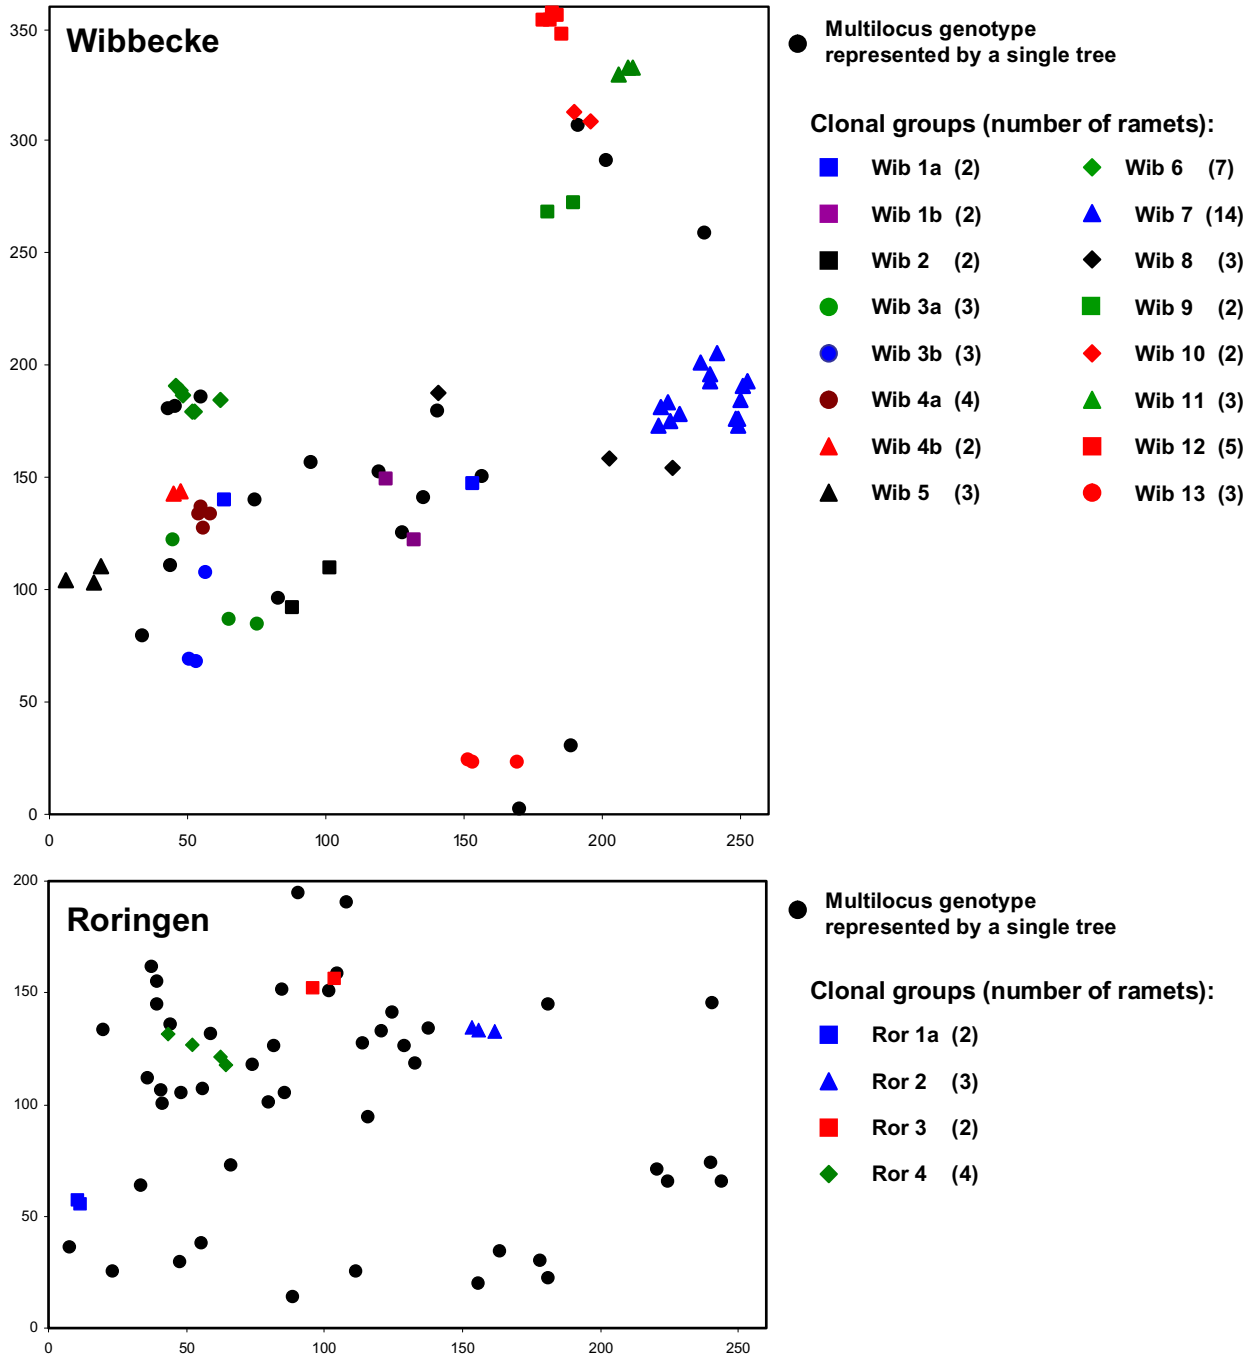 Wibbecke
350
300
250
200
150
100
50
0
0 50 100 150 200 250
Multilocus genotype
represented by a single tree
Clonal groups (number of ramets):
Wib 1a (2)
Wib 1b (2)
Wib 2 (2)
Wib 3a (3)
Wib 3b (3)
Wib 4a (4)
Wib 4b (2)
Wib 5 (3)
Wib 6 (7)
Wib 7 (14)
Wib 8 (3)
Wib 9 (2)
Wib 10 (2)
Wib 11 (3)
Wib 12 (5)
Wib 13 (3)
Roringen
200
150
100
50
0
0 50 100 150 200 250
Multilocus genotype
represented by a single tree
Clonal groups (number of ramets):
Ror 1a (2)
Ror 2 (3)
Ror 3 (2)
Ror 4 (4)